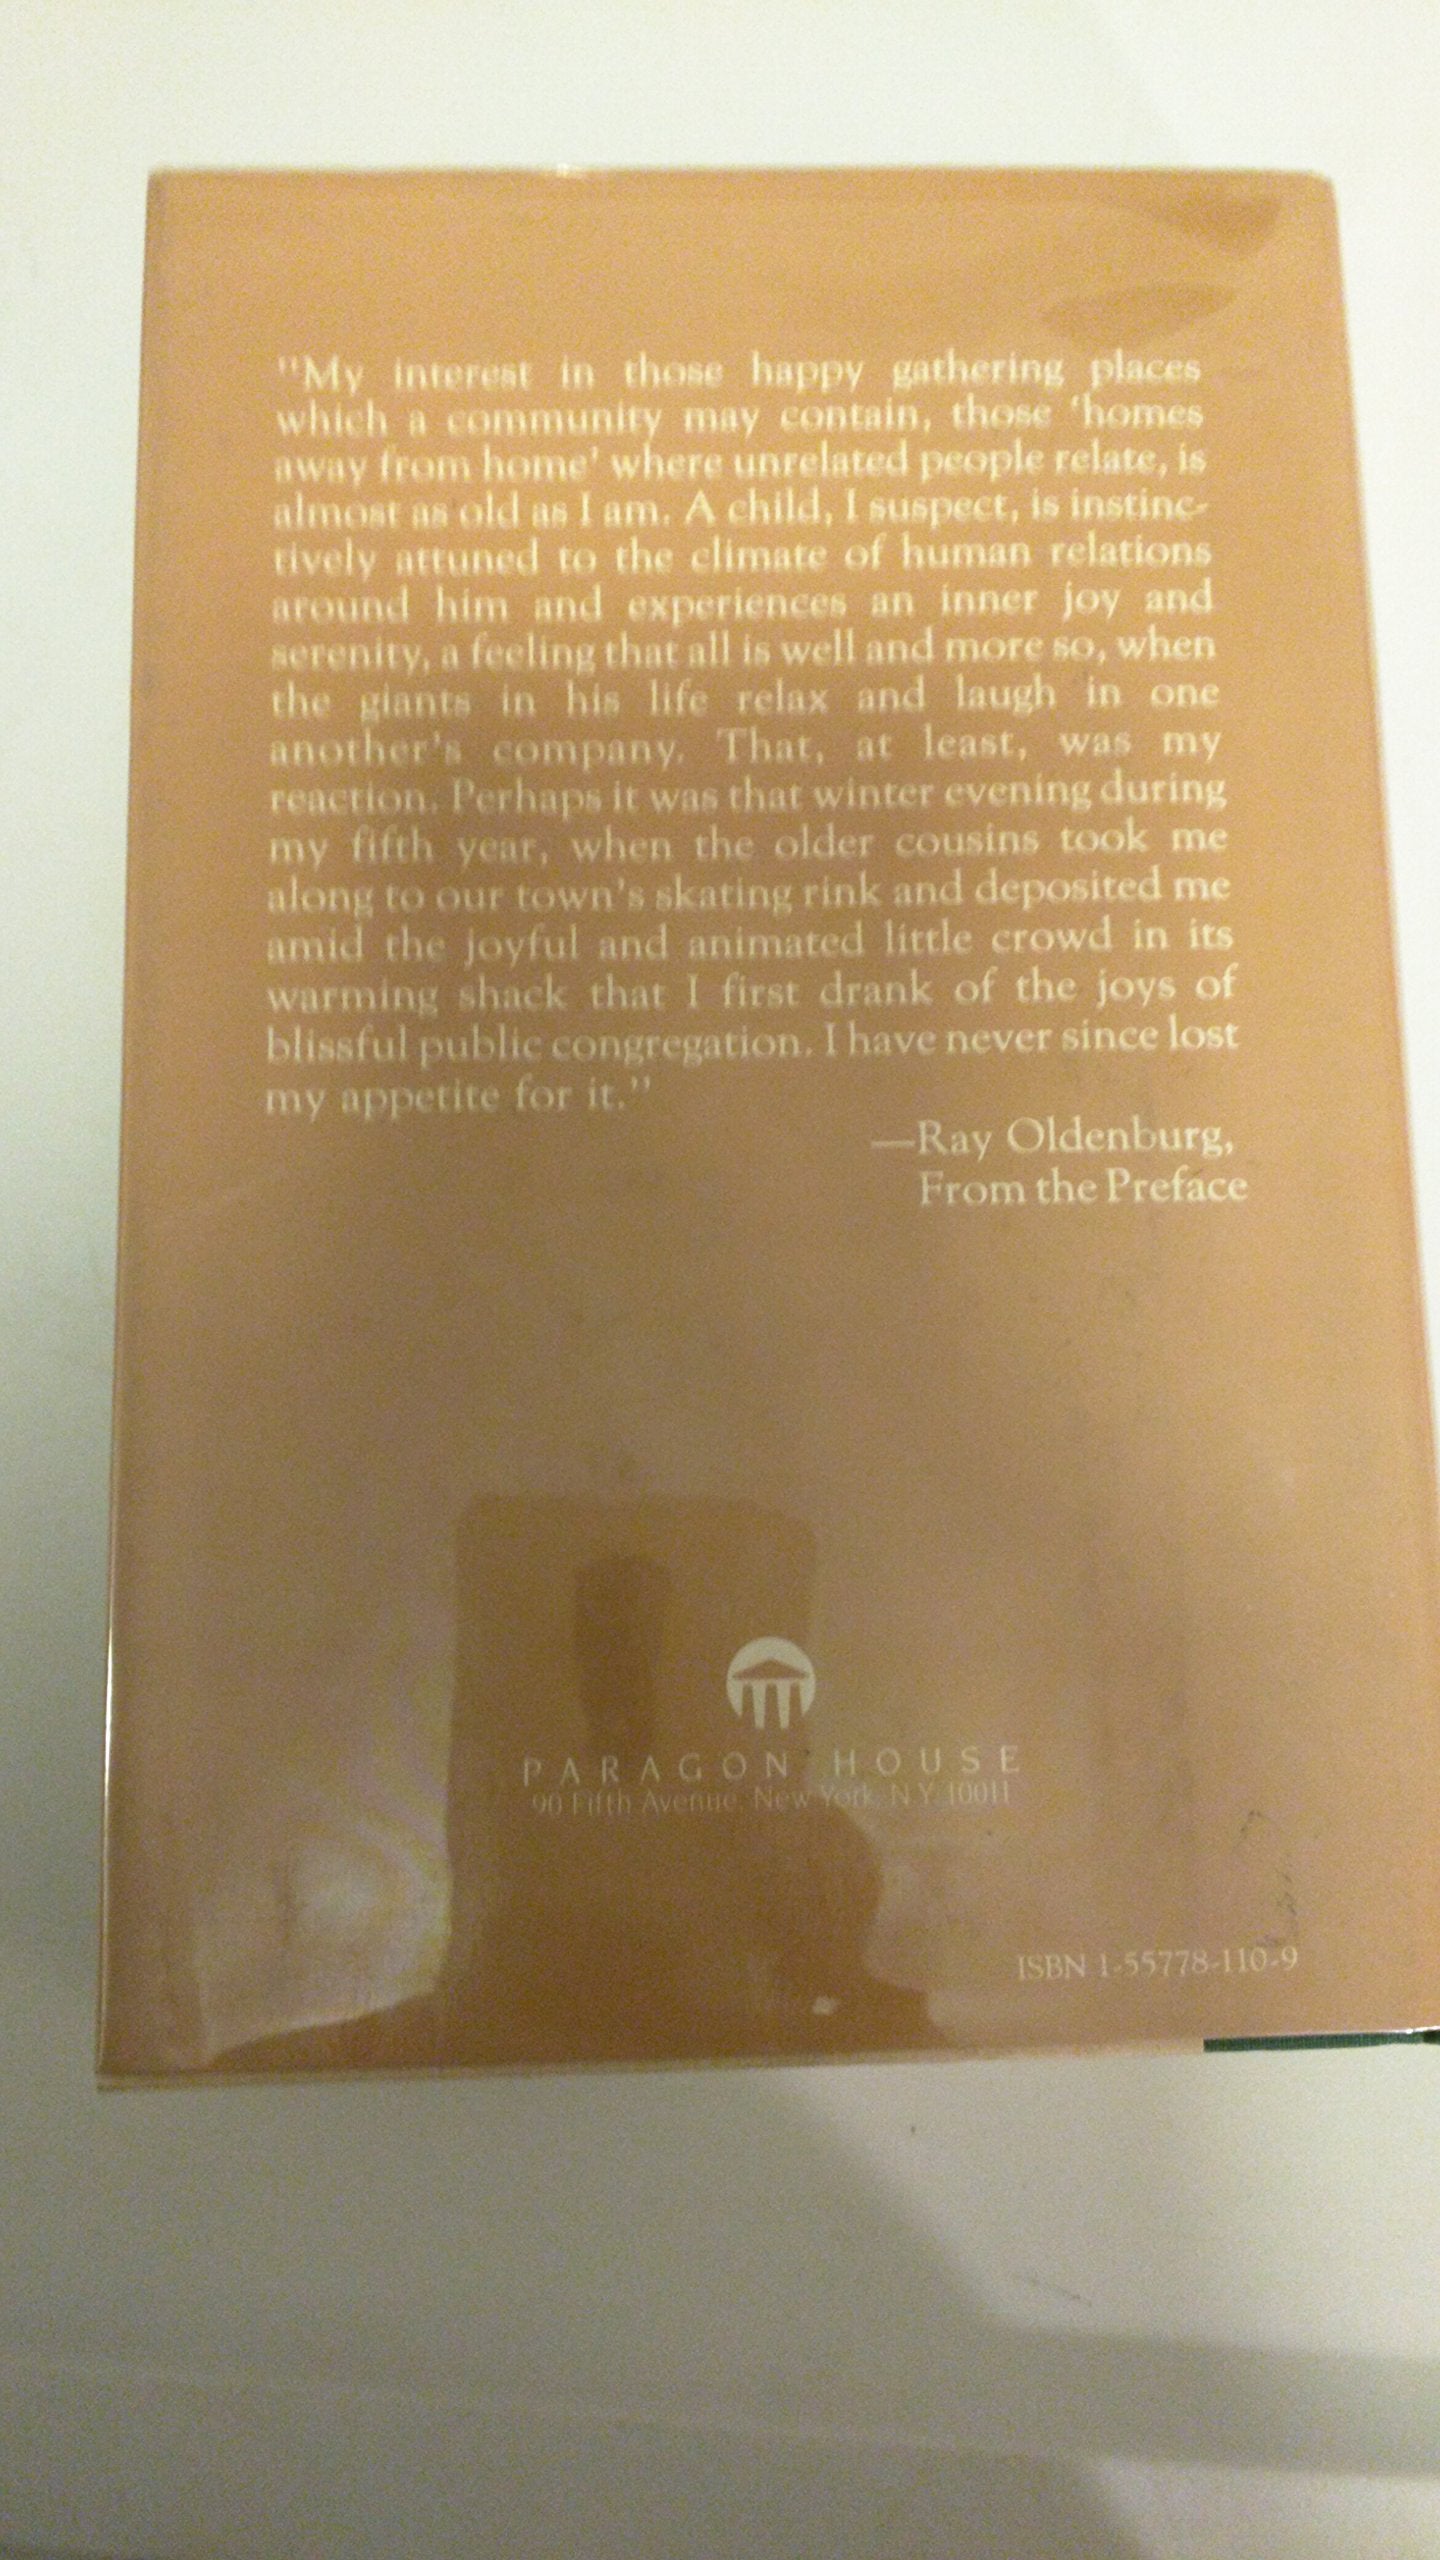 "My interest in those happy gathering places
which a community may contain, those 'homes
away from home' where unrelated people relate, is
almost as old as I am. A child, I suspect, is instinc-
tively attuned to the climate of human relations
around him and experiences an inner joy and
serenity, a feeling that all is well and more so, when
the giants in his life relax and laugh in one
another's company. That, at least, was my
reaction. Perhaps it was that winter evening during
my fifth year, when the older cousins took me
along to our town's skating rink and deposited me
amid the joyful and animated little crowd in its
warming shack that I first drank of the joys of
blissful public congregation. I have never since lost
my appetite for it."
—Ray Oldenburg,
From the Preface
PARAGON HOUSE
90 Fifth Avenue, New York, N.Y. 10011
ISBN 1-55778-110-9